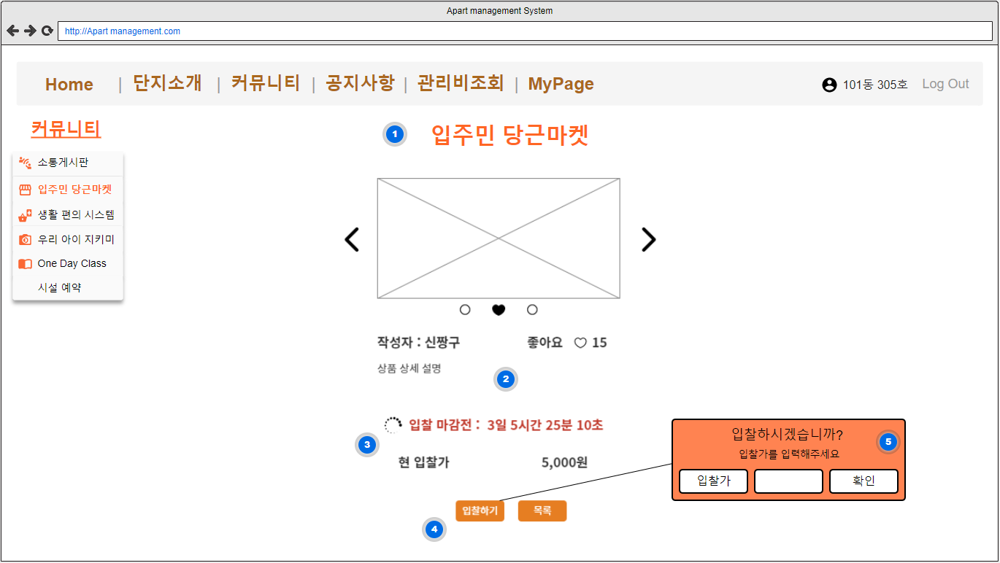 Apart management System
http://Apart management.com
Home | 단지소개 | 커뮤니티 | 공지사항 | 관리비조회 | MyPage
101동 305호 Log Out
커뮤니티
소통게시판
입주민 당근마켓
생활 편의 시스템
우리 아이 지키미
One Day Class
시설 예약
1 입주민 당근마켓
작성자 : 신짱구 좋아요 15
상품 상세 설명
2
입찰 마감전 : 3일 5시간 25분 10초
3
현 입찰가 5,000원
입찰하기 목록
4
입찰하시겠습니까?
5
입찰가를 입력해주세요
입찰가 확인